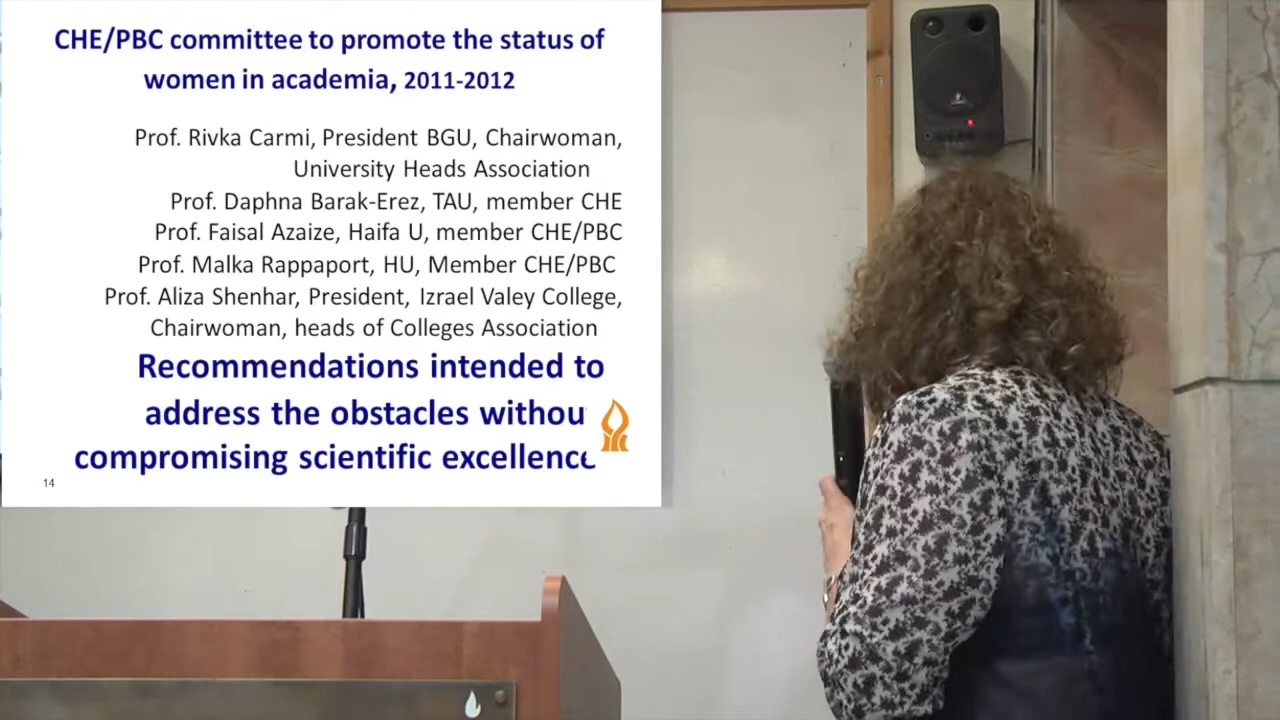 CHE/PBC committee to promote the status of
women in academia, 2011-2012
Prof. Rivka Carmi, President BGU, Chairwoman,
University Heads Association
Prof. Daphna Barak-Erez, TAU, member CHE
Prof. Faisal Azaize, Haifa U, member CHE/PBC
Prof. Malka Rappaport, HU, Member CHE/PBC
Prof. Aliza Shenhar, President, Izrael Valey College,
Chairwoman, heads of Colleges Association
Recommendations intended to
address the obstacles withou
compromising scientific excellence
14